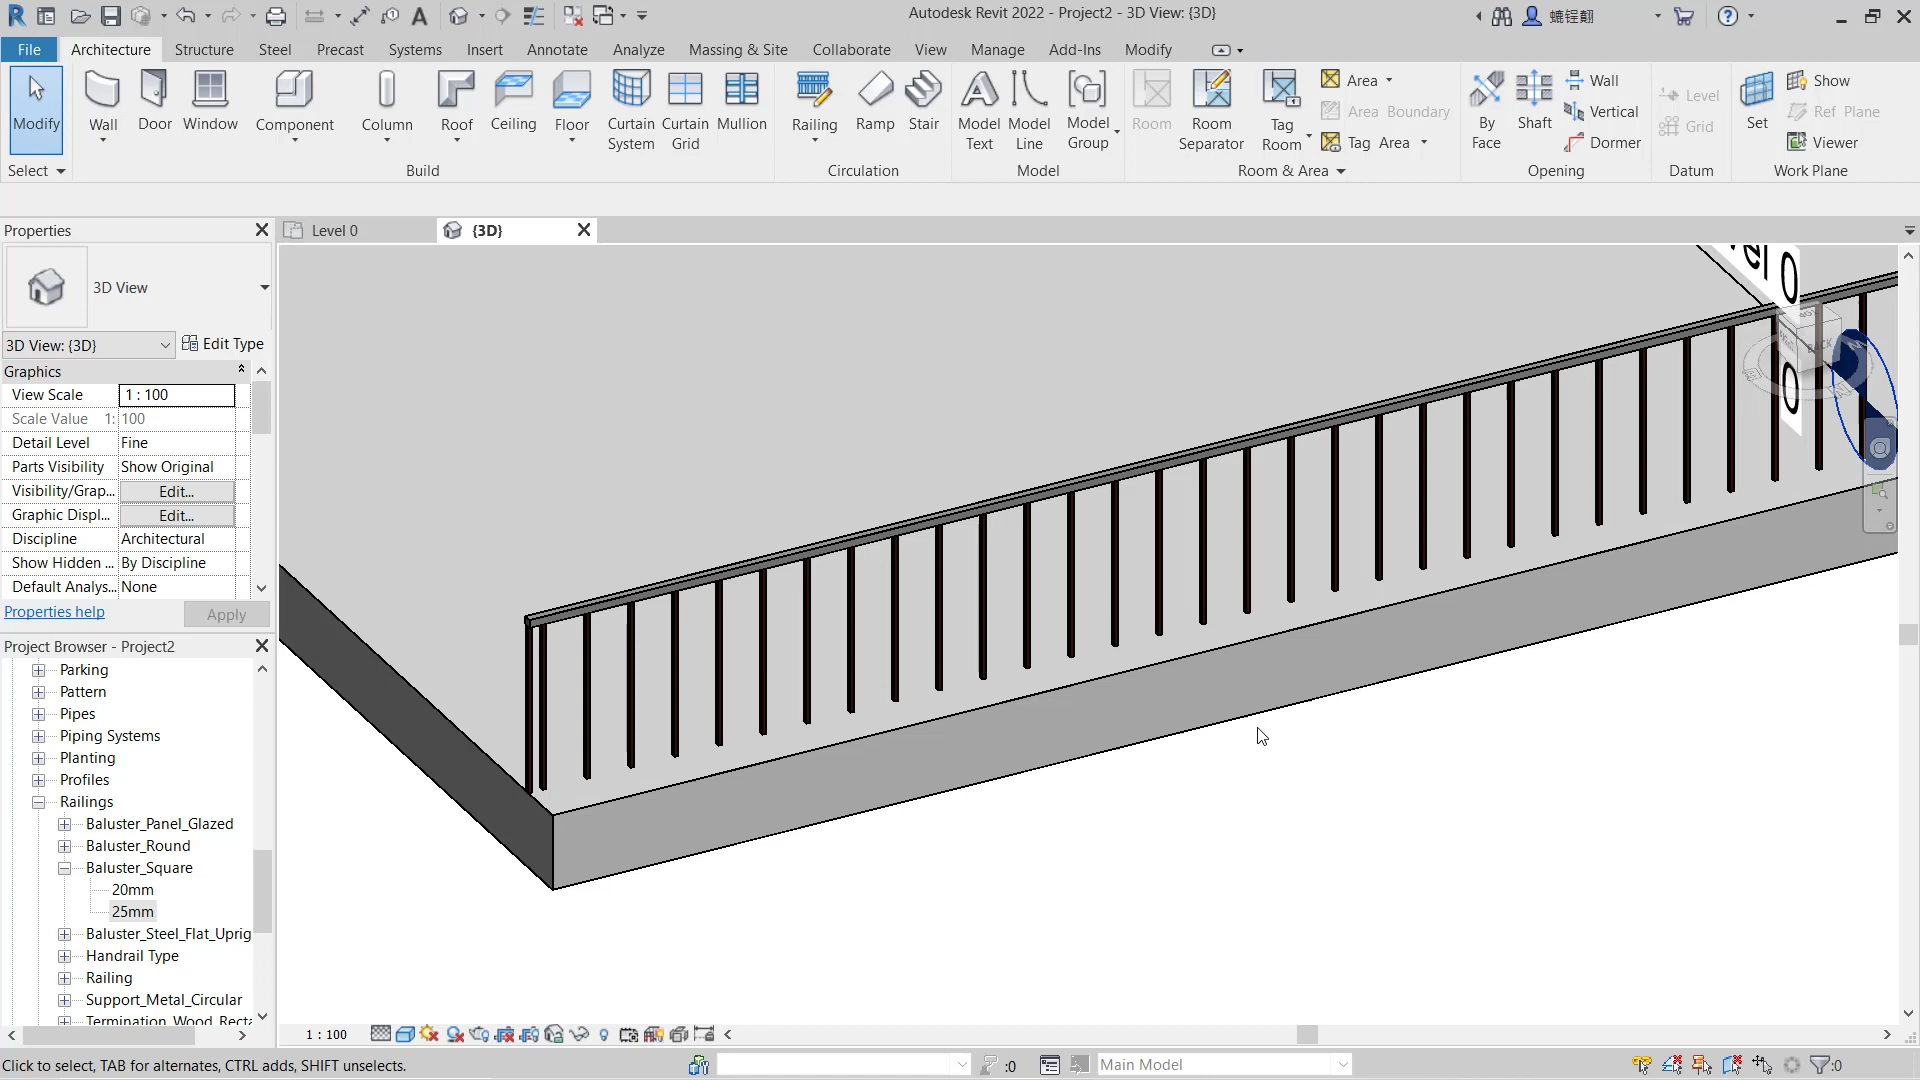 Autodesk Revit 2022 - Project2 - 3D View: {3D}
螗锃翿
File Architecture Structure Steel Precast Systems Insert Annotate Analyze Massing & Site Collaborate View Manage Add-Ins Modify
Modify Wall Door Window Component Column Roof Ceiling Floor Curtain System Curtain Grid Mullion Railing Ramp Stair Model Text Model Line Model Group Room Room Separator Tag Room
Area
Area Boundary
Tag Area
By Face Shaft Wall
Vertical
Dormer
Level
Grid
Set Show
Ref Plane
Viewer
Select Build Circulation Model Room & Area Opening Datum Work Plane
Properties
Level 0 {3D}
3D View
3D View: {3D} Edit Type
Graphics
View Scale 1 : 100
Scale Value 1: 100
Detail Level Fine
Parts Visibility Show Original
Visibility/Grap... Edit...
Graphic Displ... Edit...
Discipline Architectural
Show Hidden ... By Discipline
Default Analys... None
Properties help Apply
Project Browser - Project2
Parking
Pattern
Pipes
Piping Systems
Planting
Profiles
Railings
Baluster_Panel_Glazed
Baluster_Round
Baluster_Square
20mm
25mm
Baluster_Steel_Flat_Uprig
Handrail Type
Railing
Support_Metal_Circular
Termination_Wood_Recta
BACK
0
0
1 : 100
Click to select, TAB for alternates, CTRL adds, SHIFT unselects.
:0
Main Model
:0